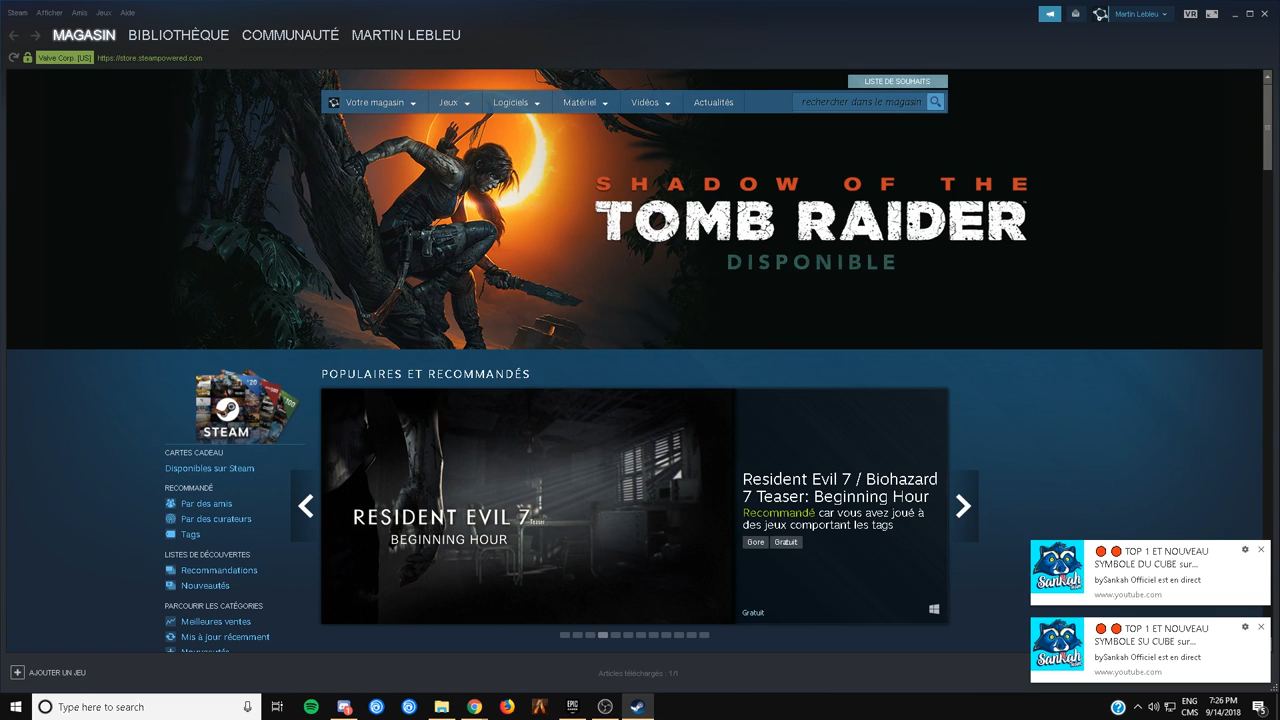 Steam Afficher Amis Jeux Aide
Martin Lebleu
VR
MAGASIN BIBLIOTHÈQUE COMMUNAUTÉ MARTIN LEBLEU
Valve Corp. [US] https://store.steampowered.com
LISTE DE SOUHAITS
Votre magasin Jeux Logiciels Matériel Vidéos Actualités rechercher dans le magasin
SHADOW OF THE
TOMB RAIDER
DISPONIBLE
STEAM
CARTES CADEAU
Disponibles sur Steam
RECOMMANDÉ
Par des amis
Par des curateurs
Tags
LISTES DE DÉCOUVERTES
Recommandations
Nouveautés
PARCOURIR LES CATÉGORIES
Meilleures ventes
Mis à jour récemment
Nouveautés
POPULAIRES ET RECOMMANDÉS
RESIDENT EVIL 7 Teaser
BEGINNING HOUR
Resident Evil 7 / Biohazard
7 Teaser: Beginning Hour
Recommandé car vous avez joué à
des jeux comportant les tags
Gore Gratuit
Gratuit
TOP 1 ET NOUVEAU
SYMBOLE DU CUBE sur...
bySankah Officiel est en direct
www.youtube.com
Sankah
TOP 1 ET NOUVEAU
SYMBOLE SU CUBE sur...
bySankah Officiel est en direct
www.youtube.com
Sankah
AJOUTER UN JEU
Articles téléchargés : 1/1
Type here to search
EPIC
ENG
CMS
7:26 PM
9/14/2018
5